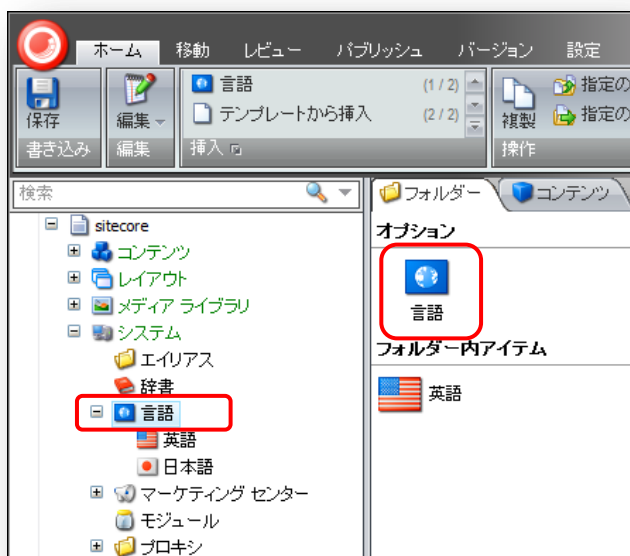 ホーム 移動 レビュー パブリッシュ バージョン 設定
言語 (1 / 2) 指定の
保存 編集 テンプレートから挿入 (2 / 2) 複製 指定の
書き込み 編集 挿入 操作
検索 フォルダー コンテンツ
sitecore オプション
コンテンツ
レイアウト
メディア ライブラリ 言語
システム
エイリアス フォルダー内アイテム
辞書
言語 英語
英語
日本語
マーケティング センター
モジュール
プロキシ